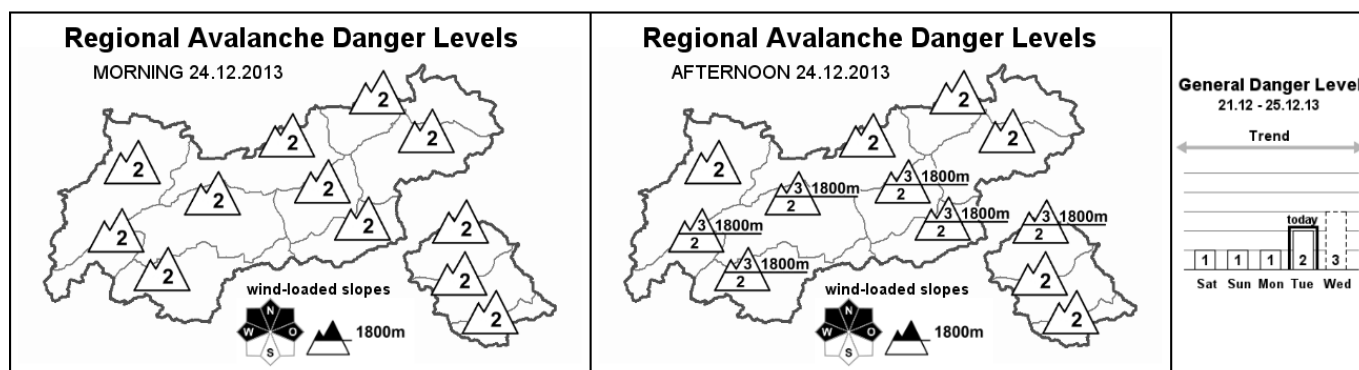 Regional Avalanche Danger Levels
MORNING 24.12.2013
2
2
2
2
2
2
2
2
2
2
2
2
wind-loaded slopes
N
W O
S
1800m
Regional Avalanche Danger Levels
AFTERNOON 24.12.2013
2
2
2
2
3 1800m
2
3 1800m
2
3 1800m
2
3 1800m
2
3 1800m
2
3 1800m
2
2
2
wind-loaded slopes
N
W O
S
1800m
General Danger Level
21.12 - 25.12.13
Trend
today
1 1 1 2 3
Sat Sun Mon Tue Wed